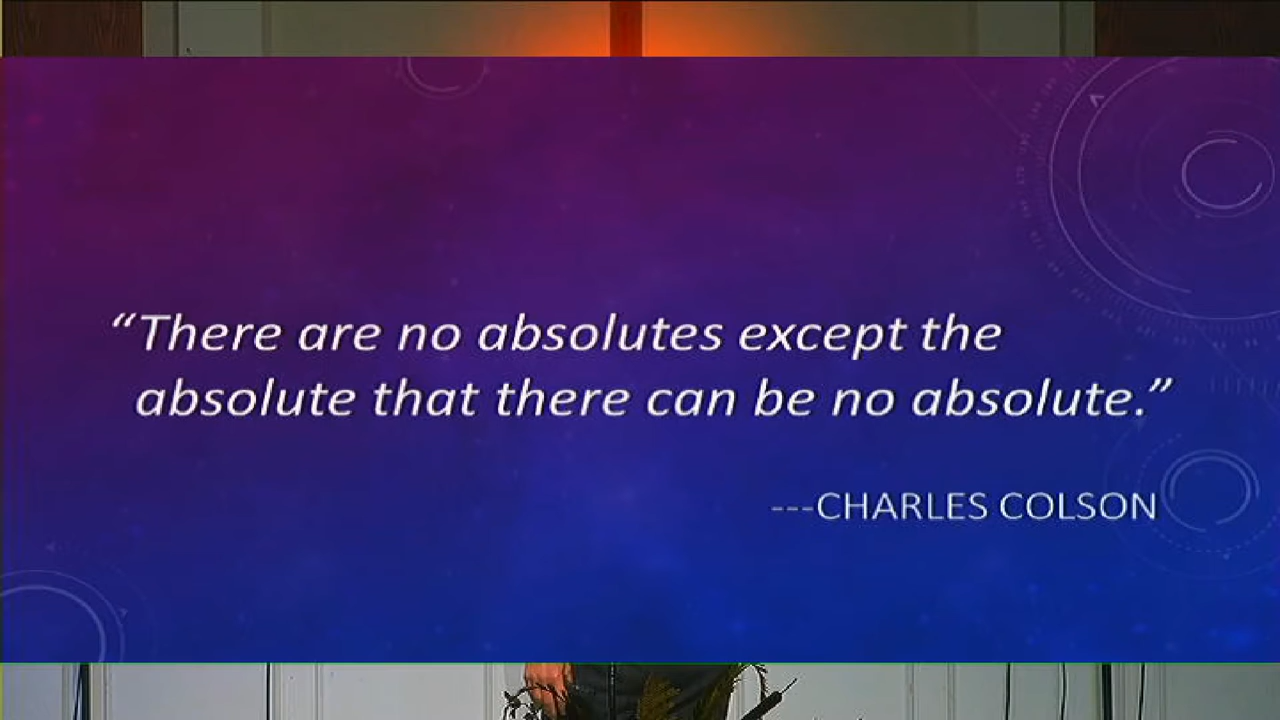 “There are no absolutes except the
absolute that there can be no absolute.”
---CHARLES COLSON